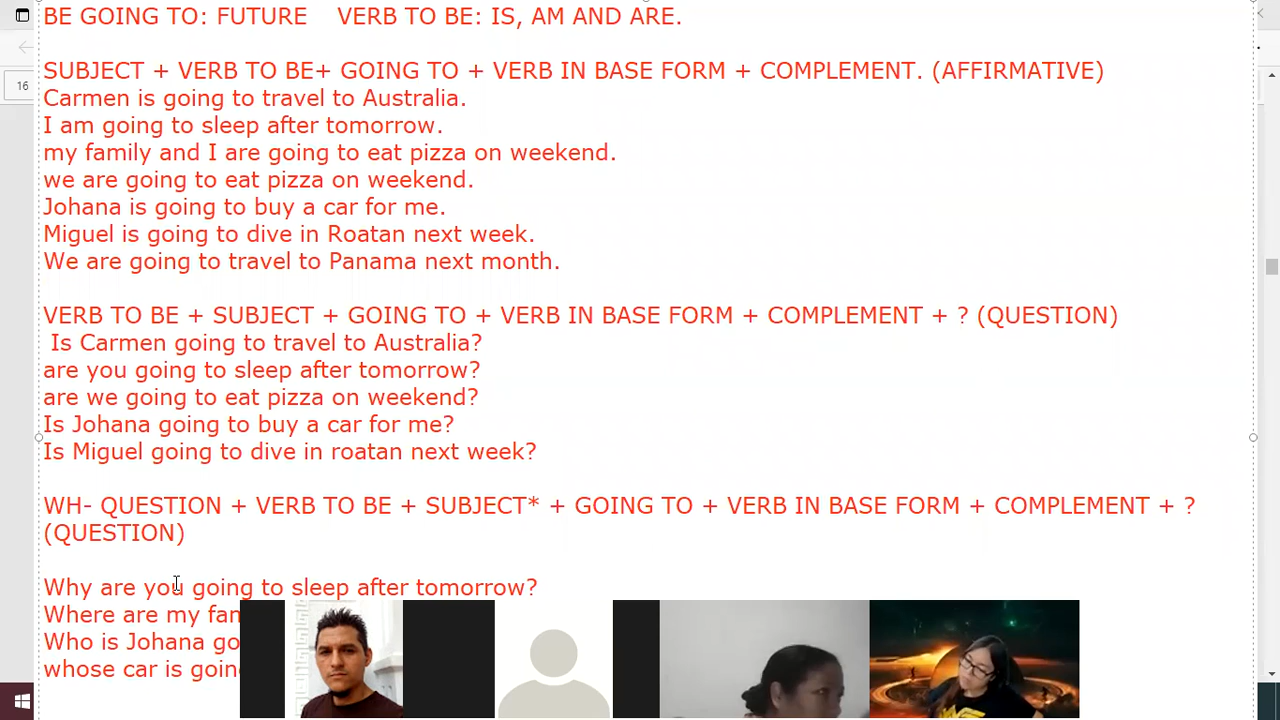 BE GOING TO: FUTURE VERB TO BE: IS, AM AND ARE.
SUBJECT + VERB TO BE+ GOING TO + VERB IN BASE FORM + COMPLEMENT. (AFFIRMATIVE)
16
Carmen is going to travel to Australia.
I am going to sleep after tomorrow.
my family and I are going to eat pizza on weekend.
we are going to eat pizza on weekend.
Johana is going to buy a car for me.
Miguel is going to dive in Roatan next week.
We are going to travel to Panama next month.
VERB TO BE + SUBJECT + GOING TO + VERB IN BASE FORM + COMPLEMENT + ? (QUESTION)
Is Carmen going to travel to Australia?
are you going to sleep after tomorrow?
are we going to eat pizza on weekend?
Is Johana going to buy a car for me?
Is Miguel going to dive in roatan next week?
WH- QUESTION + VERB TO BE + SUBJECT* + GOING TO + VERB IN BASE FORM + COMPLEMENT + ?
(QUESTION)
Why are you going to sleep after tomorrow?
Where are my
Who is Johana
whose car is